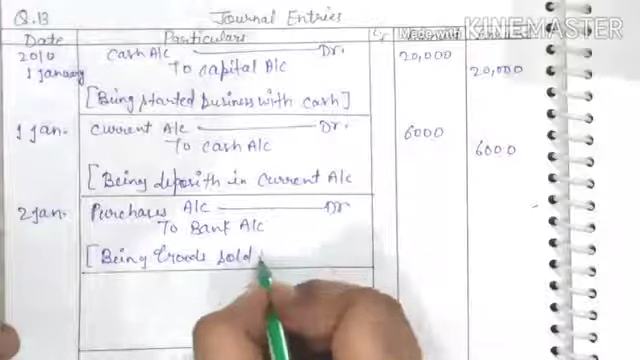 Q.13 Journal Entries
Made with KINEMASTER
Date Particulars
2010 Cash A/c Dr. 20,000
1 January To capital A/c 20,000
[Being started business with cash]
1 Jan. Current A/c Dr. 6000
To cash A/c 6000
[Being deposith in current A/c
2 Jan. Purchases A/c Dr
To Bank A/c
[Being Goods sold